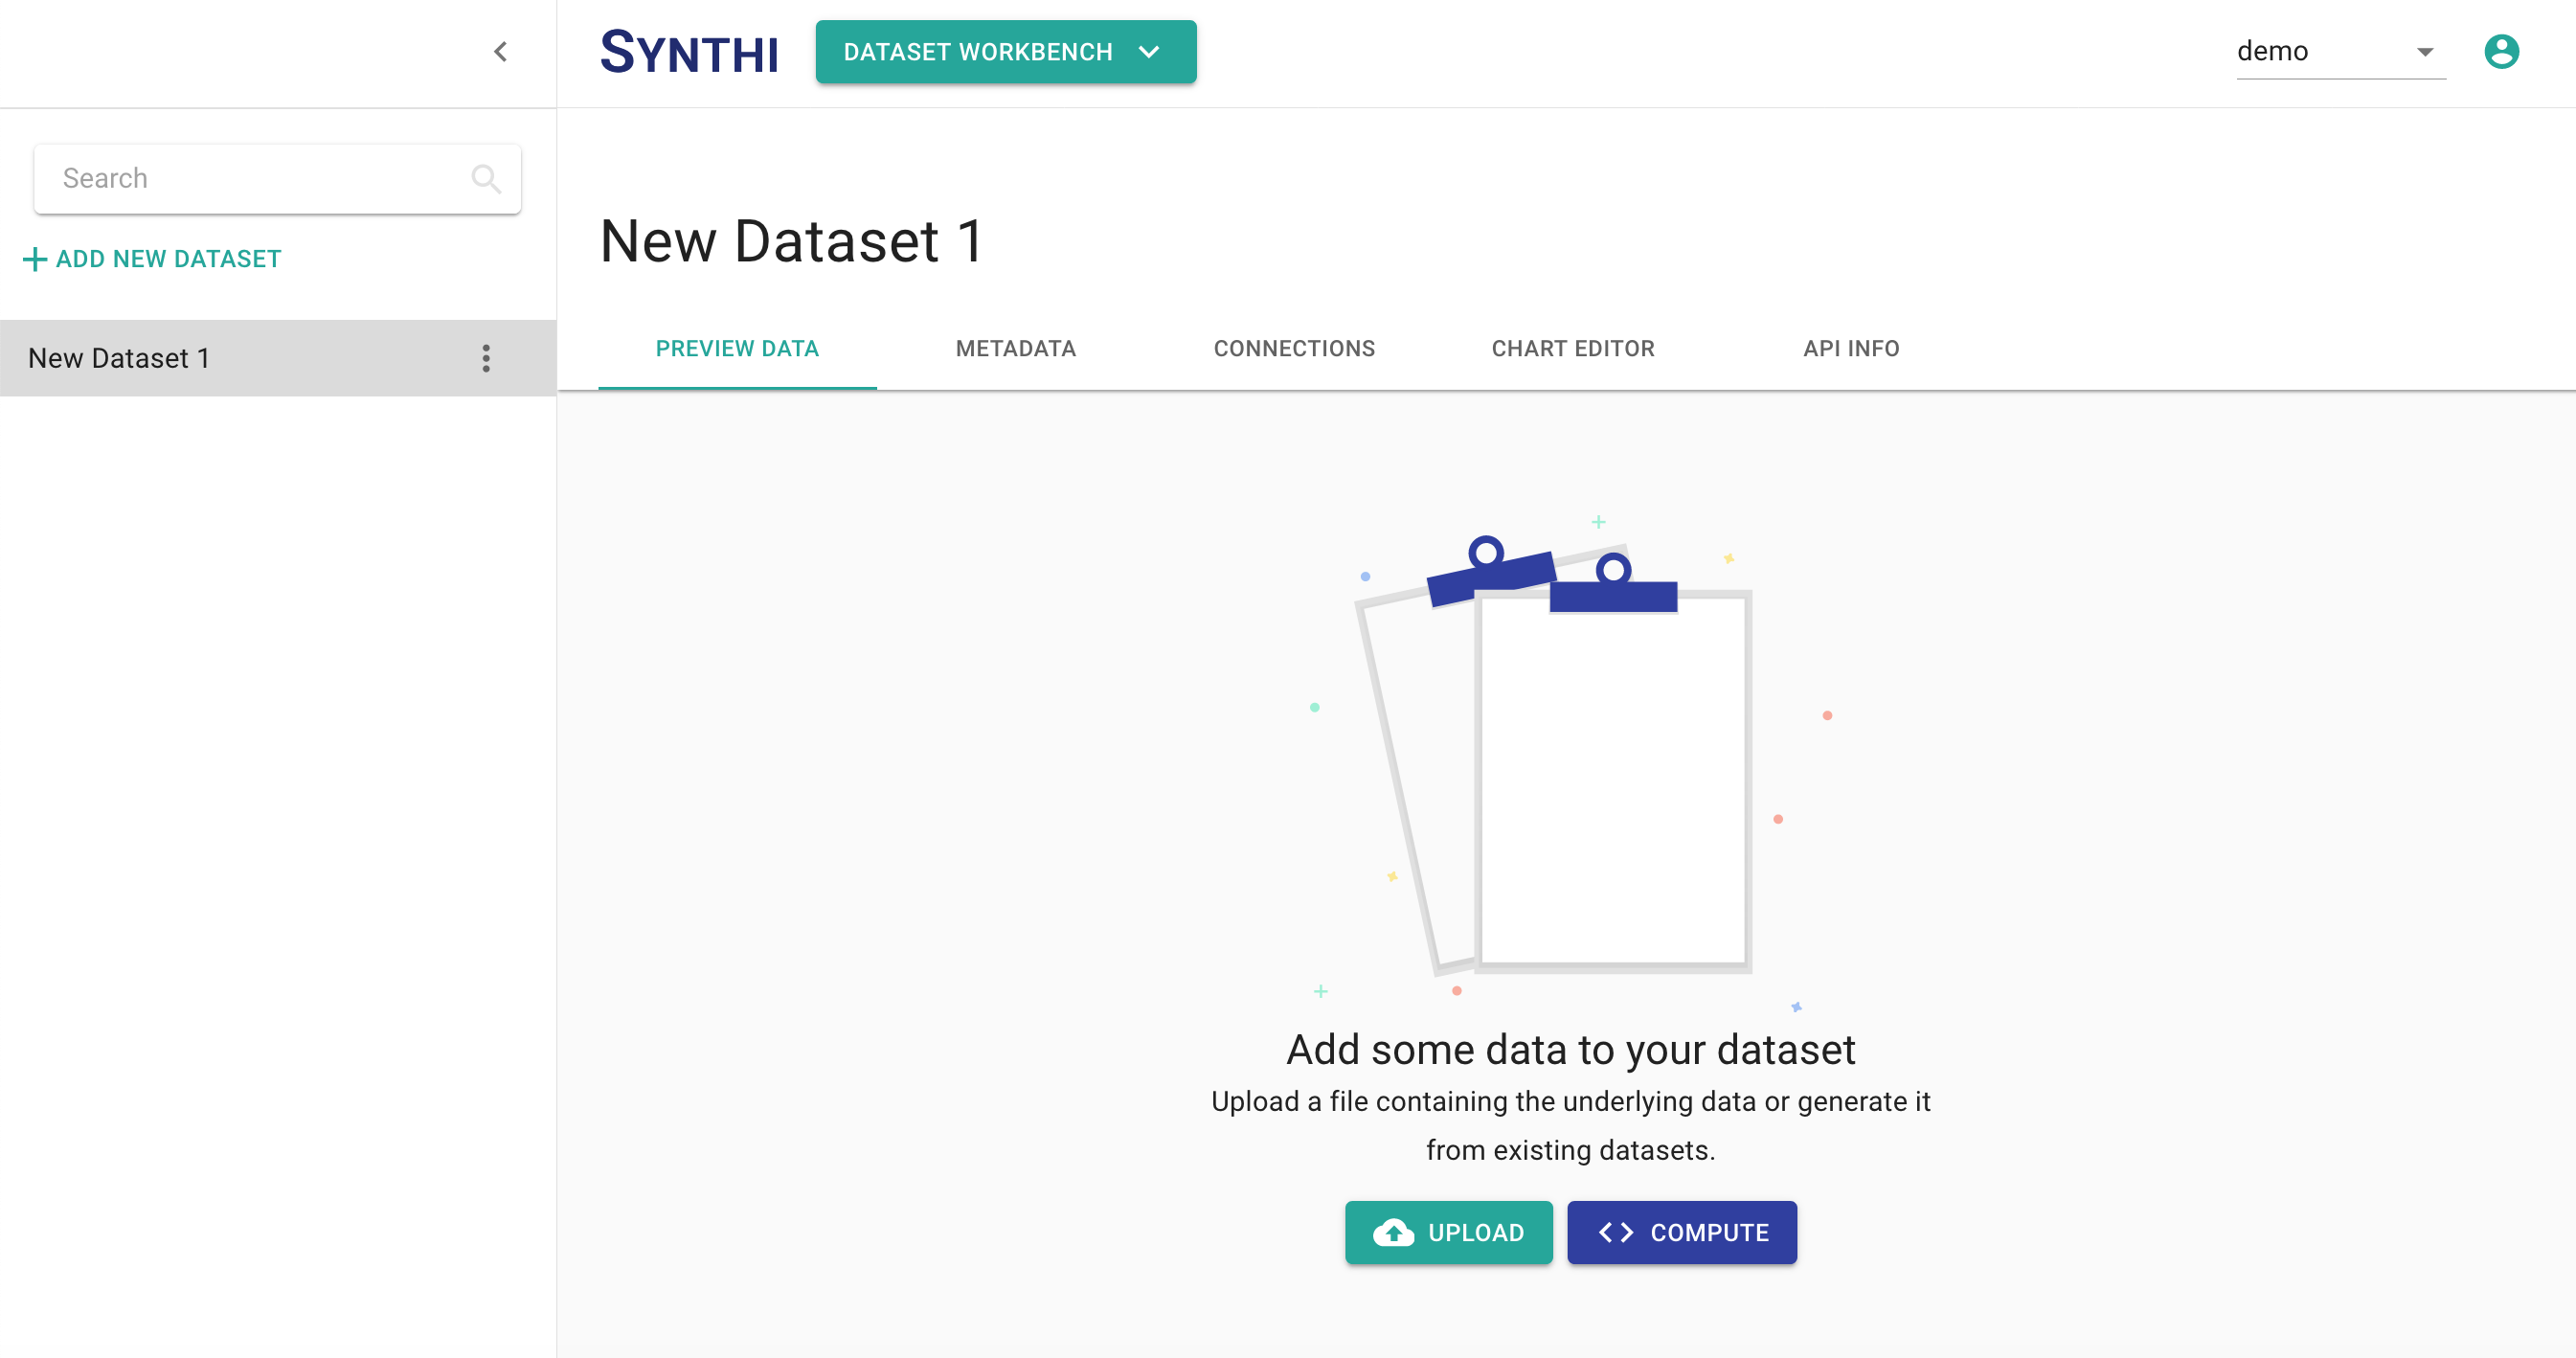 SYNTHI
DATASET WORKBENCH
demo
Search
ADD NEW DATASET
New Dataset 1
New Dataset 1
PREVIEW DATA
METADATA
CONNECTIONS
CHART EDITOR
API INFO
Add some data to your dataset
Upload a file containing the underlying data or generate it
from existing datasets.
UPLOAD
COMPUTE